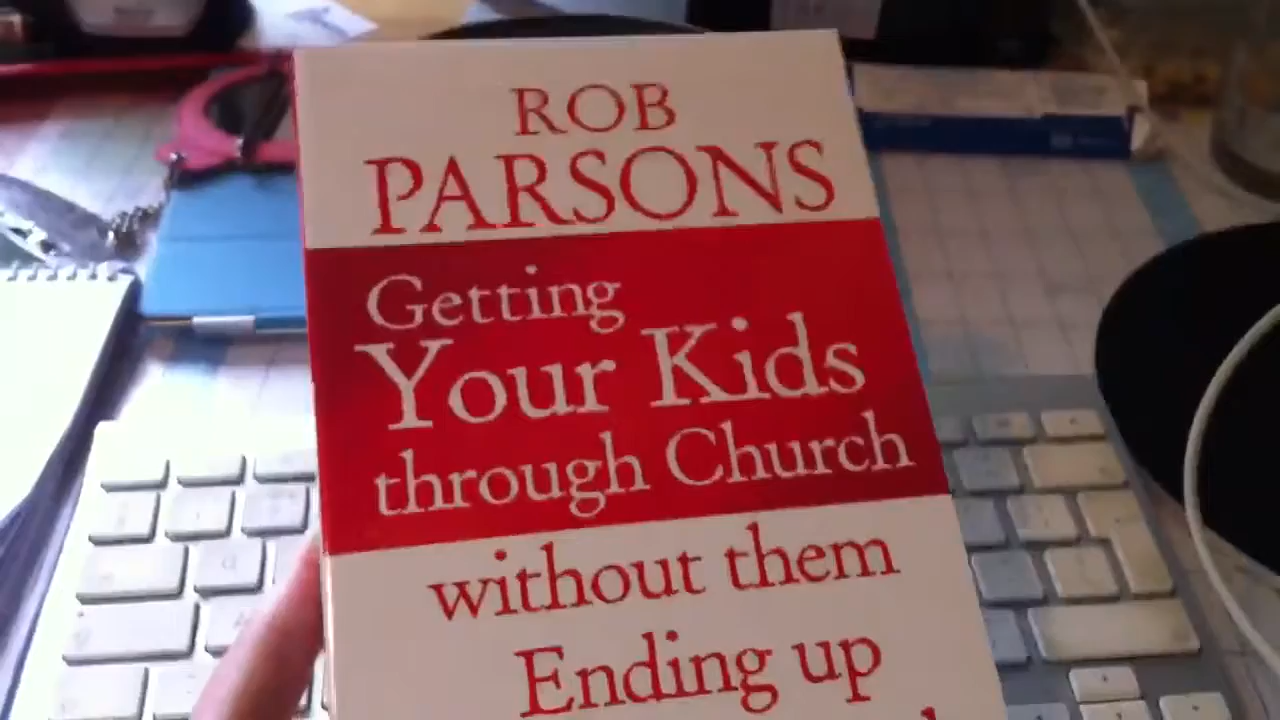 ROB
PARSONS
Getting
Your Kids
through Church
without them
Ending up